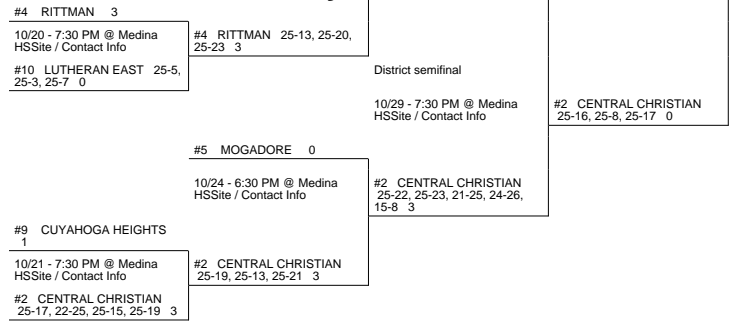 #4 RITTMAN 3
10/20 - 7:30 PM @ Medina
HSSite / Contact Info
#4 RITTMAN 25-13, 25-20,
25-23 3
#10 LUTHERAN EAST 25-5,
25-3, 25-7 0
District semifinal
10/29 - 7:30 PM @ Medina
HSSite / Contact Info
#2 CENTRAL CHRISTIAN
25-16, 25-8, 25-17 0
#5 MOGADORE 0
10/24 - 6:30 PM @ Medina
HSSite / Contact Info
#2 CENTRAL CHRISTIAN
25-22, 25-23, 21-25, 24-26,
15-8 3
#9 CUYAHOGA HEIGHTS
1
10/21 - 7:30 PM @ Medina
HSSite / Contact Info
#2 CENTRAL CHRISTIAN
25-19, 25-13, 25-21 3
#2 CENTRAL CHRISTIAN
25-17, 22-25, 25-15, 25-19 3